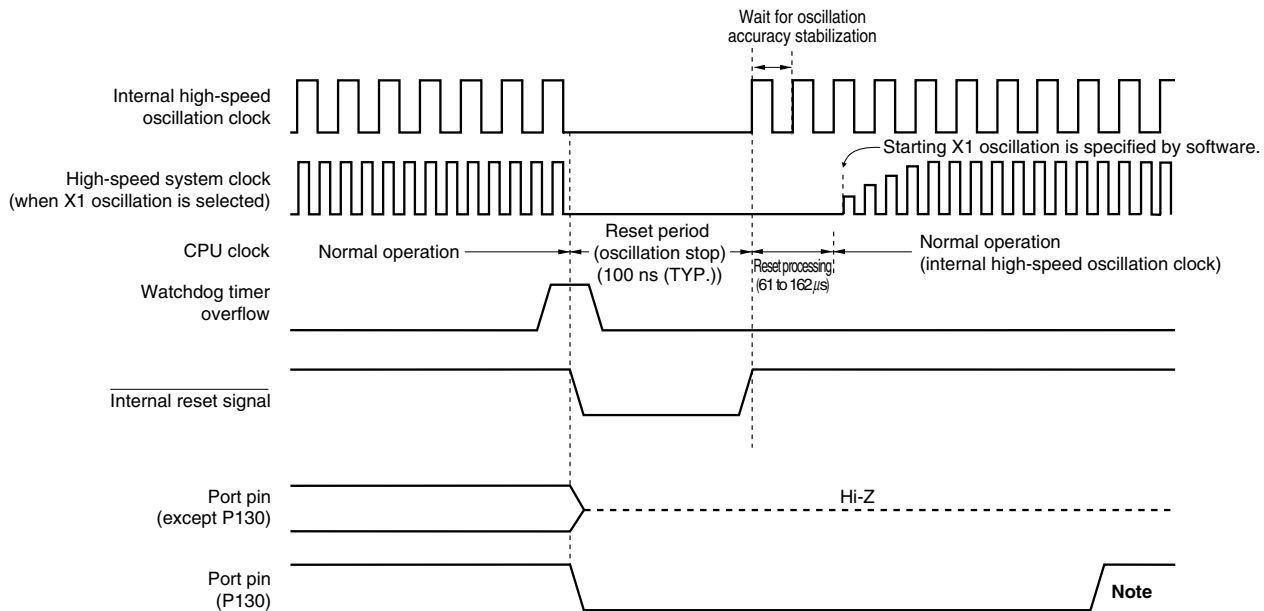 Wait for oscillation
accuracy stabilization
Internal high-speed
oscillation clock
Starting X1 oscillation is specified by software.
High-speed system clock
(when X1 oscillation is selected)
CPU clock
Normal operation
Reset period
(oscillation stop)
(100 ns (TYP.))
Reset processing
(61 to 162 μs)
Normal operation
(internal high-speed oscillation clock)
Watchdog timer
overflow
Internal reset signal
Port pin
(except P130)
Hi-Z
Port pin
(P130)
Note